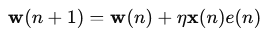 w(n + 1) = w(n) + ηx(n)e(n)